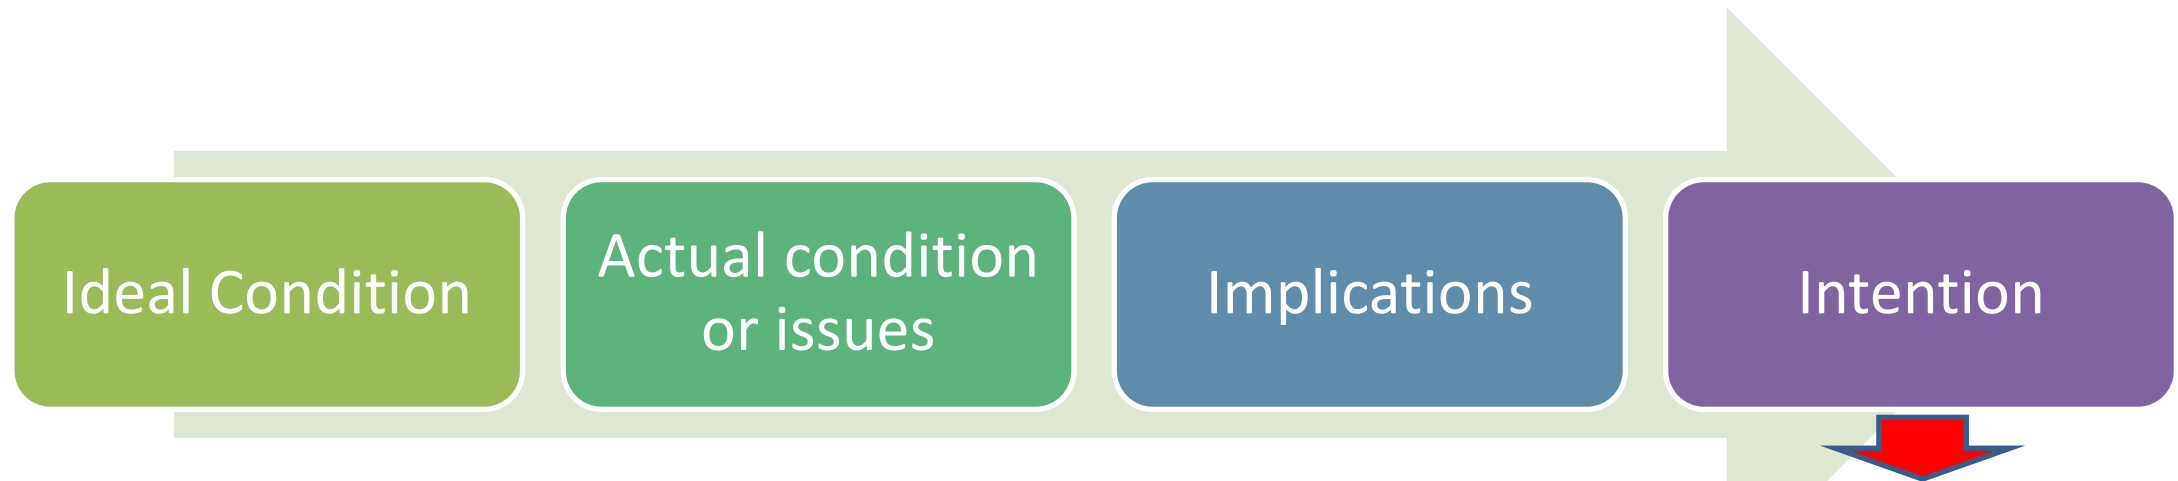 Ideal Condition
Actual condition
or issues
Implications
Intention